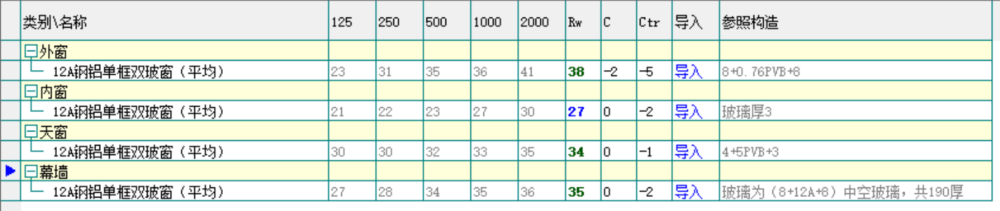 类别\名称 125 250 500 1000 2000 Rw C Ctr 导入 参照构造
外窗
12A钢铝单框双玻窗（平均） 23 31 35 36 41 38 -2 -5 导入 8+0.76PVB+8
内窗
12A钢铝单框双玻窗（平均） 21 22 23 27 30 27 0 -2 导入 玻璃厚3
天窗
12A钢铝单框双玻窗（平均） 30 30 32 33 35 34 0 -1 导入 4+5PVB+3
幕墙
12A钢铝单框双玻窗（平均） 27 28 34 35 36 35 0 -2 导入 玻璃为（8+12A+8）中空玻璃，共190厚